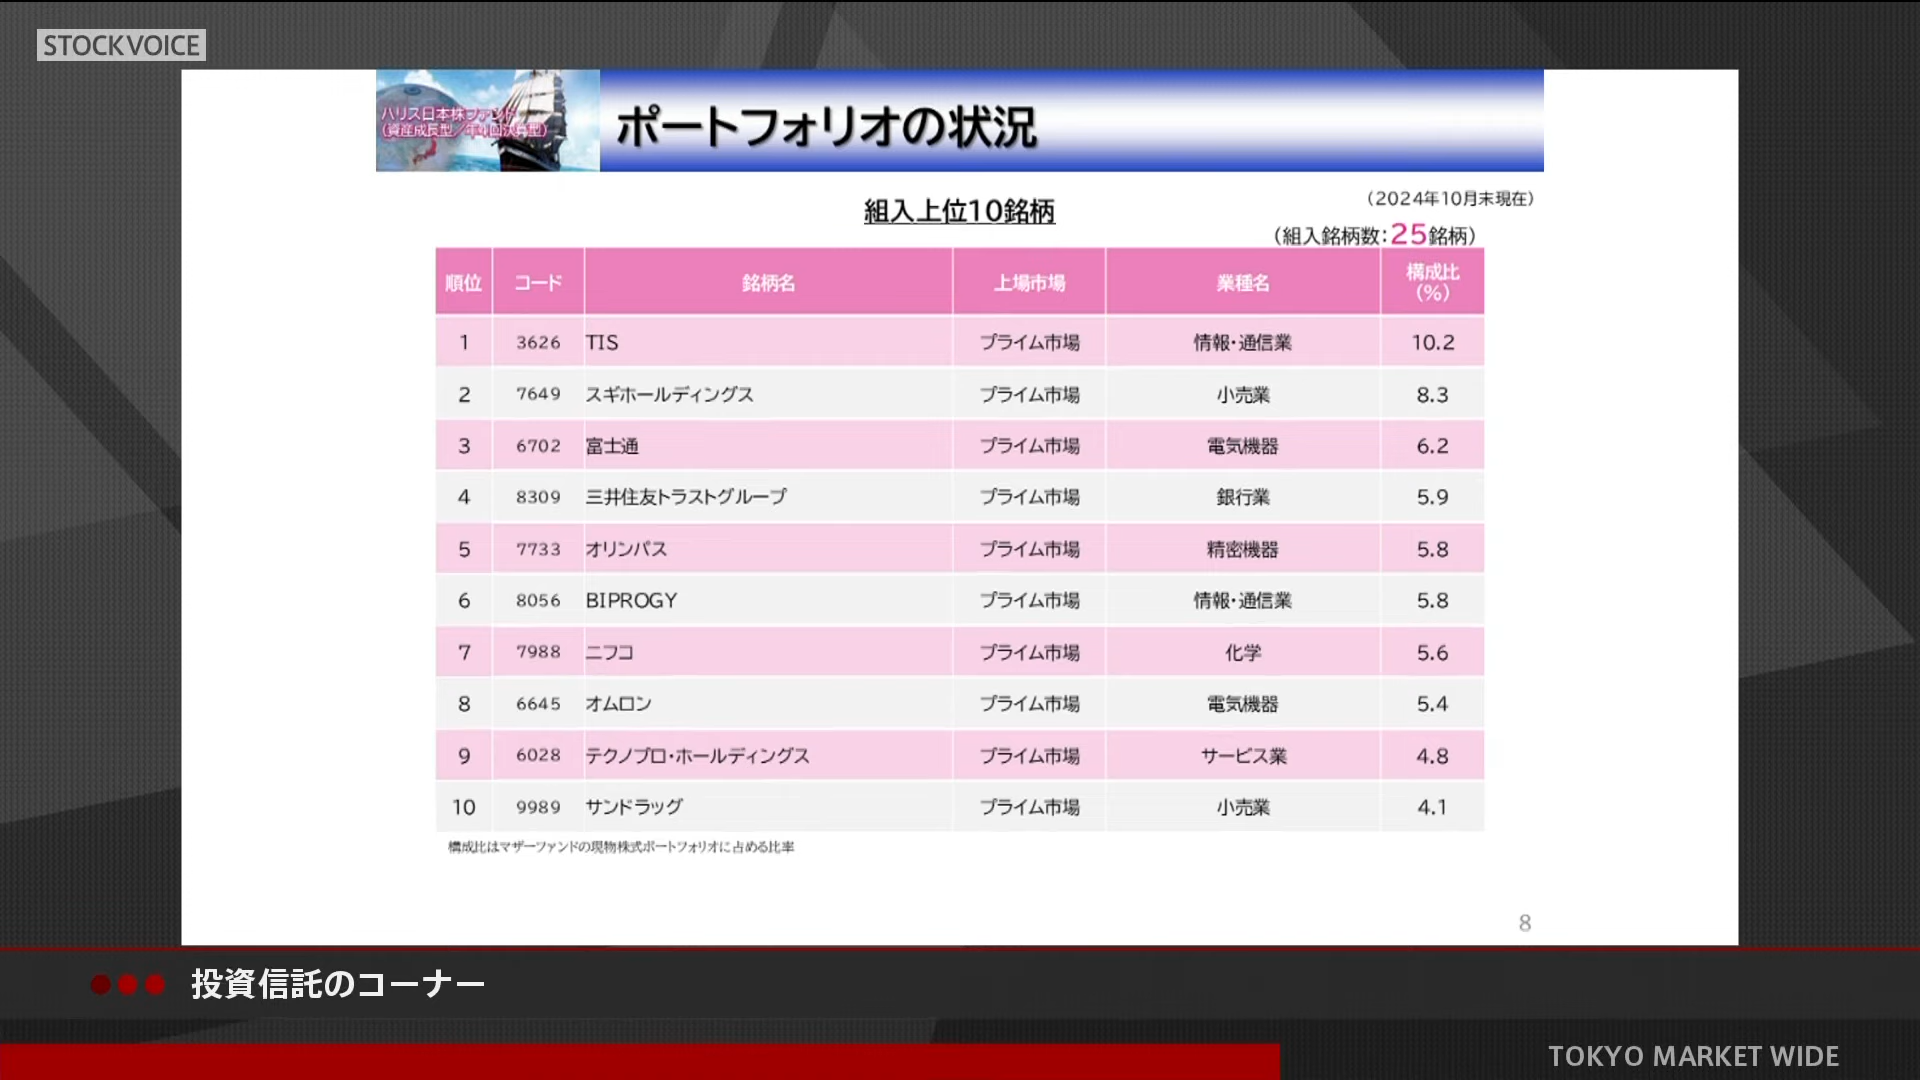 STOCKVOICE
ハリス日本株ファンド
(資産成長型/年4回決算型)
ポートフォリオの状況
(2024年10月末現在)
組入上位10銘柄
(組入銘柄数:25銘柄)
順位 コード 銘柄名 上場市場 業種名 構成比(%)
1 3626 TIS プライム市場 情報・通信業 10.2
2 7649 スギホールディングス プライム市場 小売業 8.3
3 6702 富士通 プライム市場 電気機器 6.2
4 8309 三井住友トラストグループ プライム市場 銀行業 5.9
5 7733 オリンパス プライム市場 精密機器 5.8
6 8056 BIPROGY プライム市場 情報・通信業 5.8
7 7988 ニフコ プライム市場 化学 5.6
8 6645 オムロン プライム市場 電気機器 5.4
9 6028 テクノプロ・ホールディングス プライム市場 サービス業 4.8
10 9989 サンドラッグ プライム市場 小売業 4.1
構成比はマザーファンドの現物株式ポートフォリオに占める比率
8
投資信託のコーナー
TOKYO MARKET WIDE